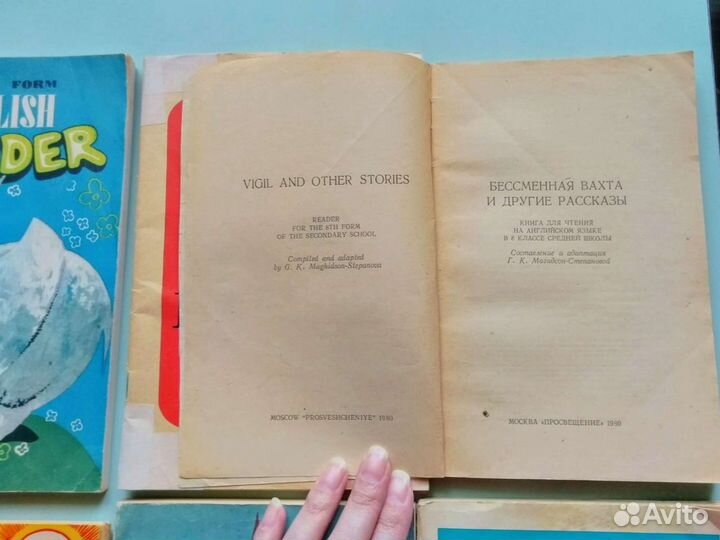 FORM
LISH
DER
VIGIL AND OTHER STORIES
READER
FOR THE 8TH FORM
OF THE SECONDARY SCHOOL
Compiled and adapted
by G. K. Maghidson-Stepanova
MOSCOW "PROSVESHCHENIYE" 1980
БЕССМЕННАЯ ВАХТА
И ДРУГИЕ РАССКАЗЫ
КНИГА ДЛЯ ЧТЕНИЯ
НА АНГЛИЙСКОМ ЯЗЫКЕ
В 8 КЛАССЕ СРЕДНЕЙ ШКОЛЫ
Составление и адаптация
Г. К. Магидсон-Степановой
МОСКВА «ПРОСВЕЩЕНИЕ» 1980
Avito